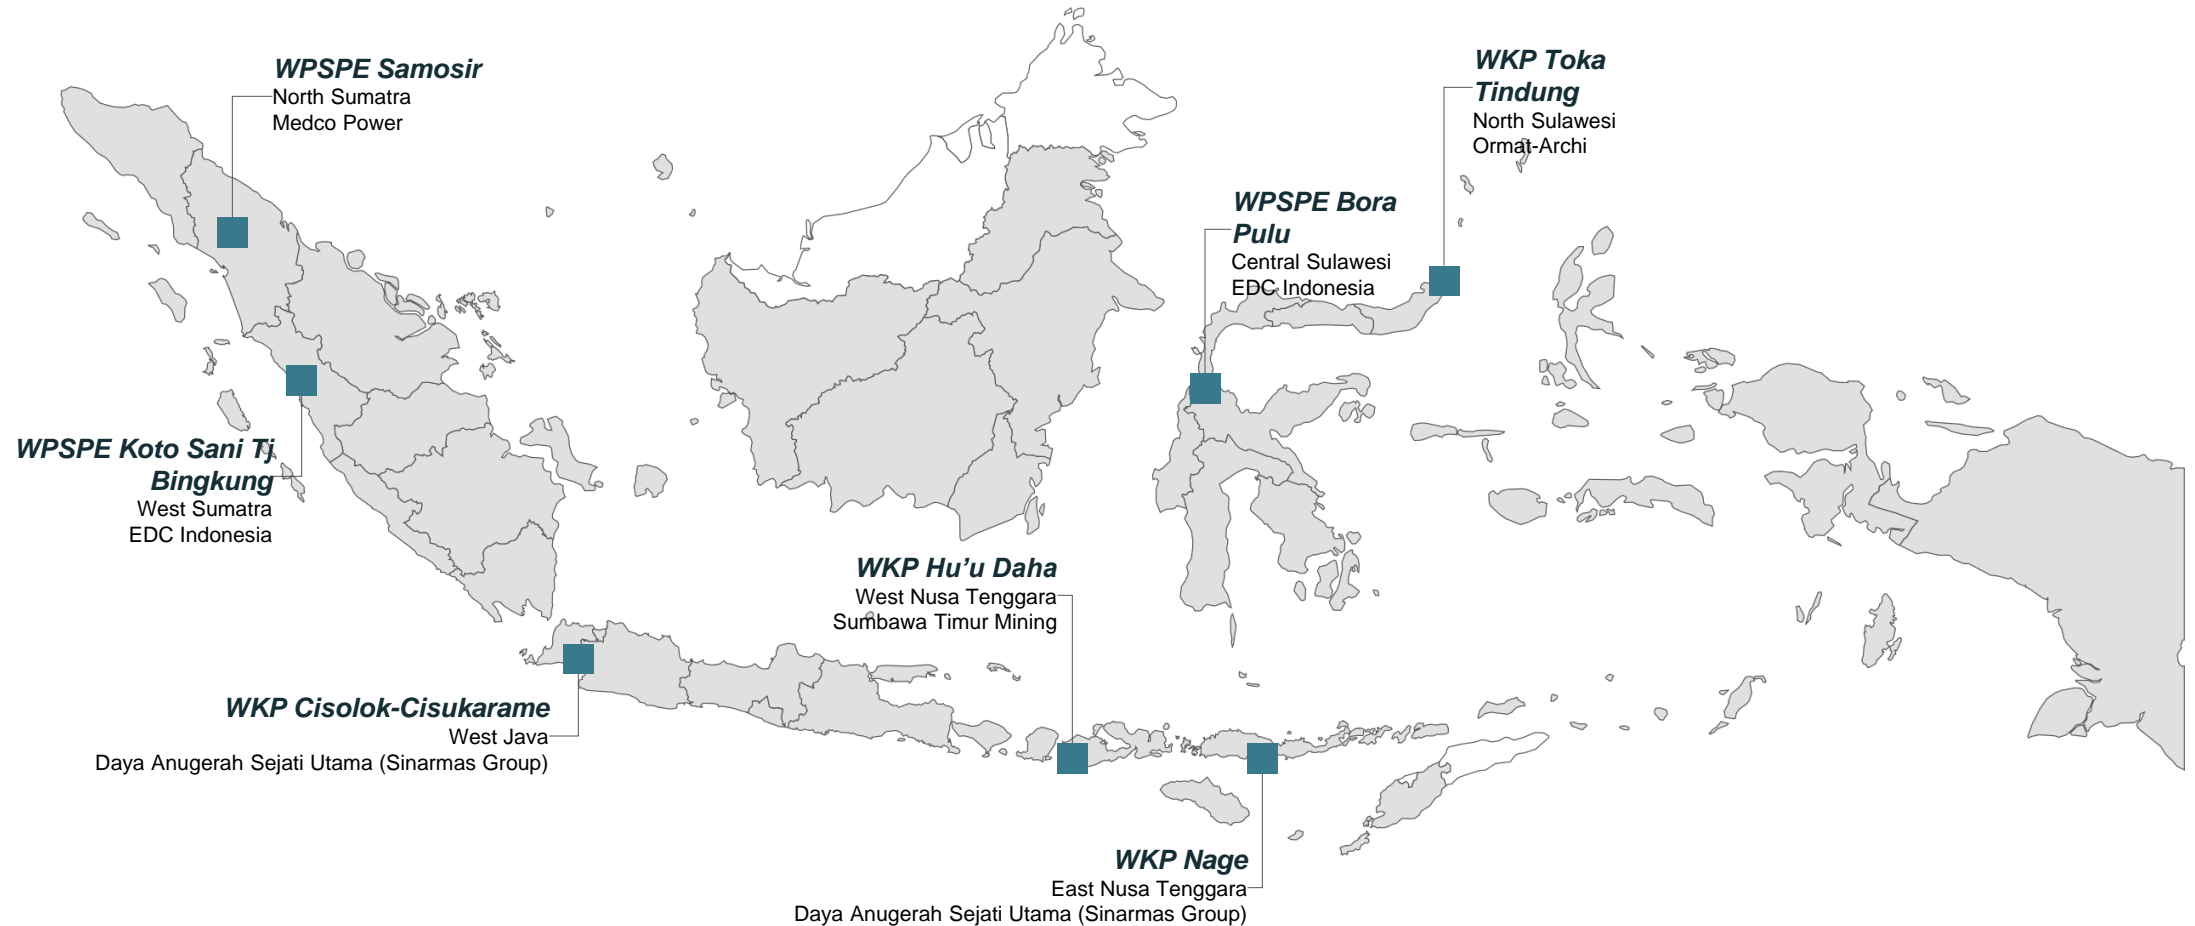 WPSPE Samosir
North Sumatra
Medco Power
WKP Toka
Tindung
North Sulawesi
Ormat-Archi
WPSPE Bora
Pulu
Central Sulawesi
EDC Indonesia
WPSPE Koto Sani Tj
Bingkung
West Sumatra
EDC Indonesia
WKP Hu’u Daha
West Nusa Tenggara
Sumbawa Timur Mining
WKP Cisolok-Cisukarame
West Java
Daya Anugerah Sejati Utama (Sinarmas Group)
WKP Nage
East Nusa Tenggara
Daya Anugerah Sejati Utama (Sinarmas Group)